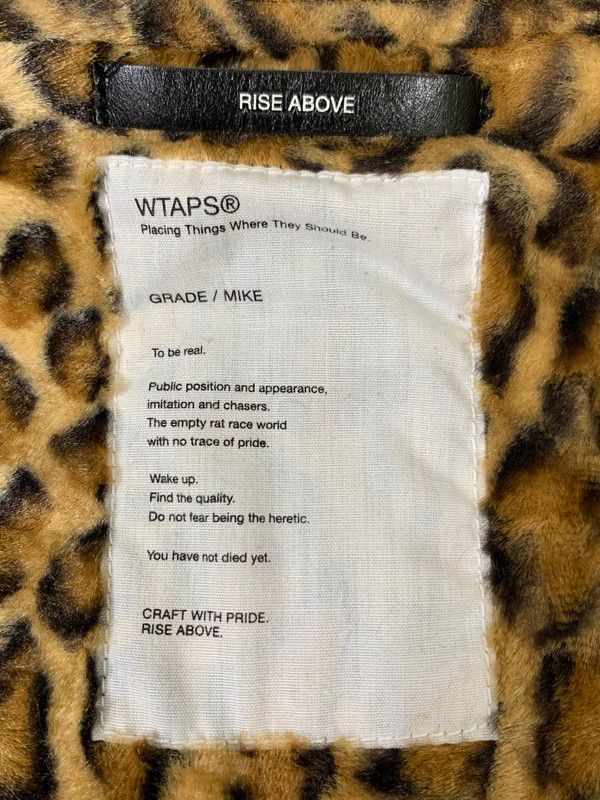 RISE ABOVE
WTAPS®
Placing Things Where They Should Be.
GRADE / MIKE
To be real.
Public position and appearance,
imitation and chasers.
The empty rat race world
with no trace of pride.
Wake up.
Find the quality.
Do not fear being the heretic.
You have not died yet.
CRAFT WITH PRIDE.
RISE ABOVE.